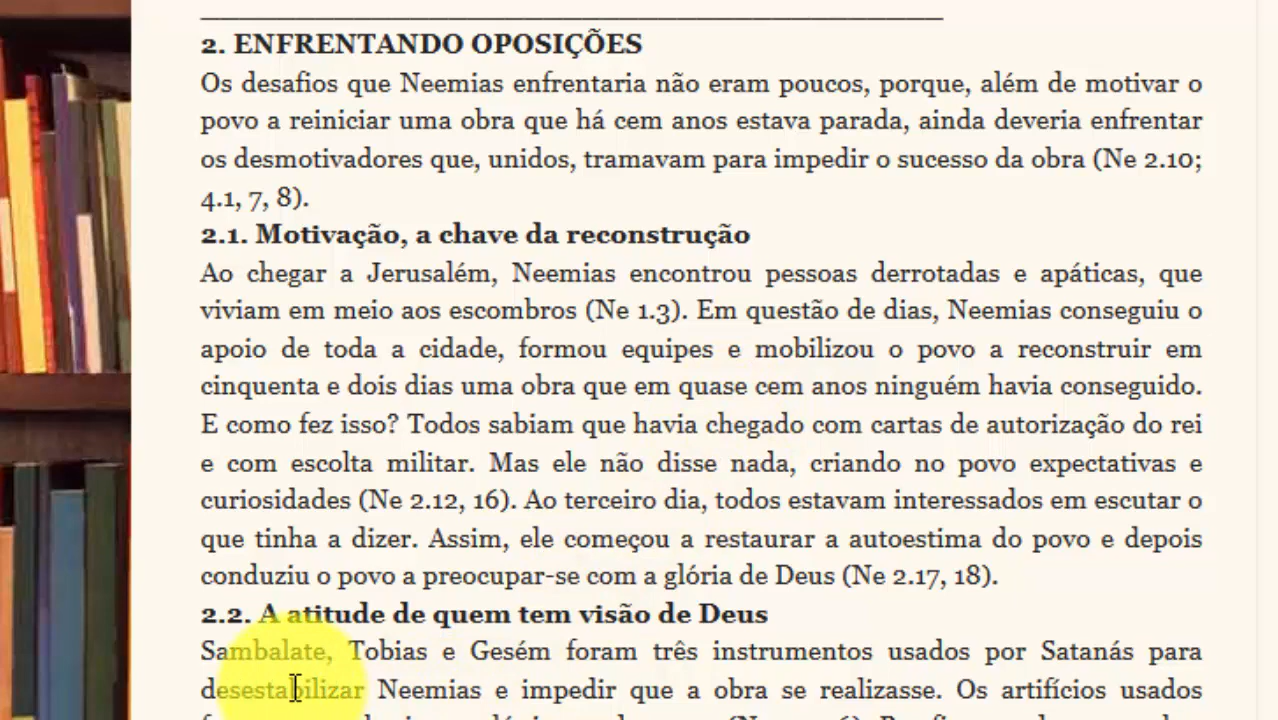 2. ENFRENTANDO OPOSIÇÕES
Os desafios que Neemias enfrentaria não eram poucos, porque, além de motivar o
povo a reiniciar uma obra que há cem anos estava parada, ainda deveria enfrentar
os desmotivadores que, unidos, tramavam para impedir o sucesso da obra (Ne 2.10;
4.1, 7, 8).
2.1. Motivação, a chave da reconstrução
Ao chegar a Jerusalém, Neemias encontrou pessoas derrotadas e apáticas, que
viviam em meio aos escombros (Ne 1.3). Em questão de dias, Neemias conseguiu o
apoio de toda a cidade, formou equipes e mobilizou o povo a reconstruir em
cinquenta e dois dias uma obra que em quase cem anos ninguém havia conseguido.
E como fez isso? Todos sabiam que havia chegado com cartas de autorização do rei
e com escolta militar. Mas ele não disse nada, criando no povo expectativas e
curiosidades (Ne 2.12, 16). Ao terceiro dia, todos estavam interessados em escutar o
que tinha a dizer. Assim, ele começou a restaurar a autoestima do povo e depois
conduziu o povo a preocupar-se com a glória de Deus (Ne 2.17, 18).
2.2. A atitude de quem tem visão de Deus
Sambalate, Tobias e Gesém foram três instrumentos usados por Satanás para
desestabilizar Neemias e impedir que a obra se realizasse. Os artifícios usados